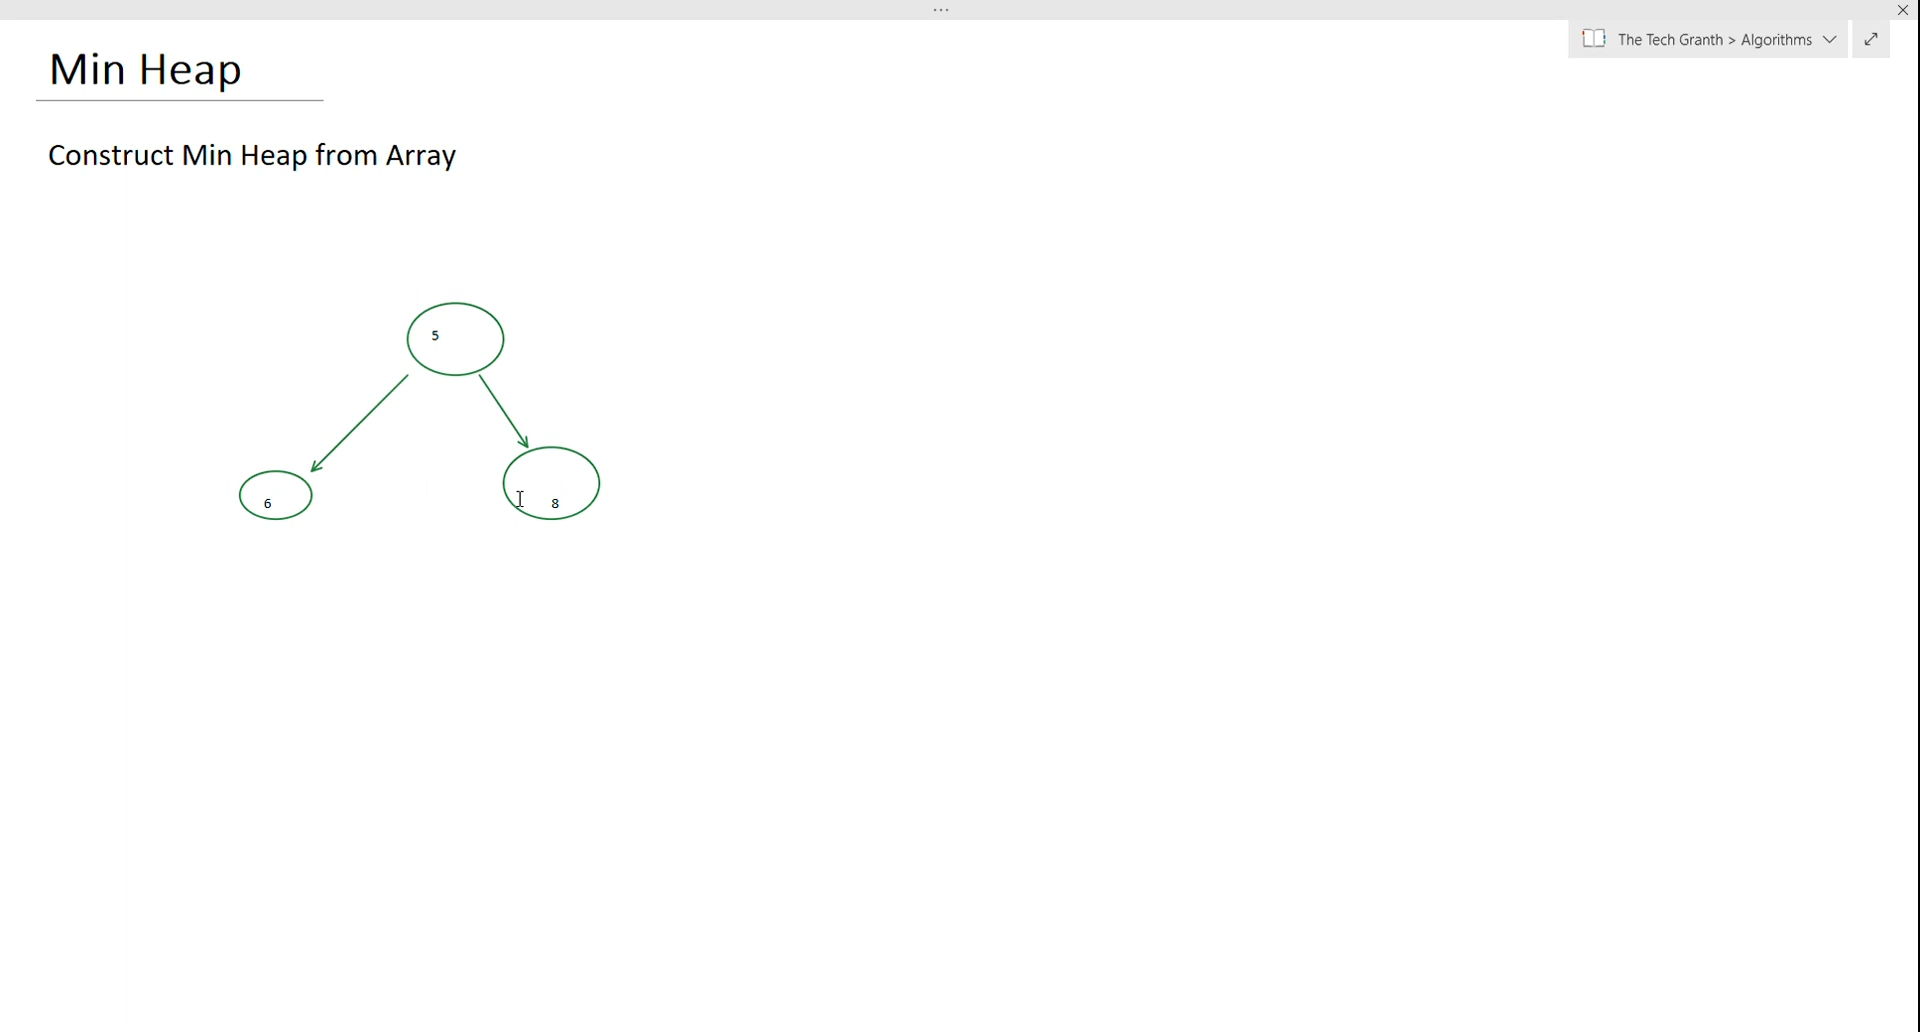 The Tech Granth > Algorithms
Min Heap
Construct Min Heap from Array
5
6
8